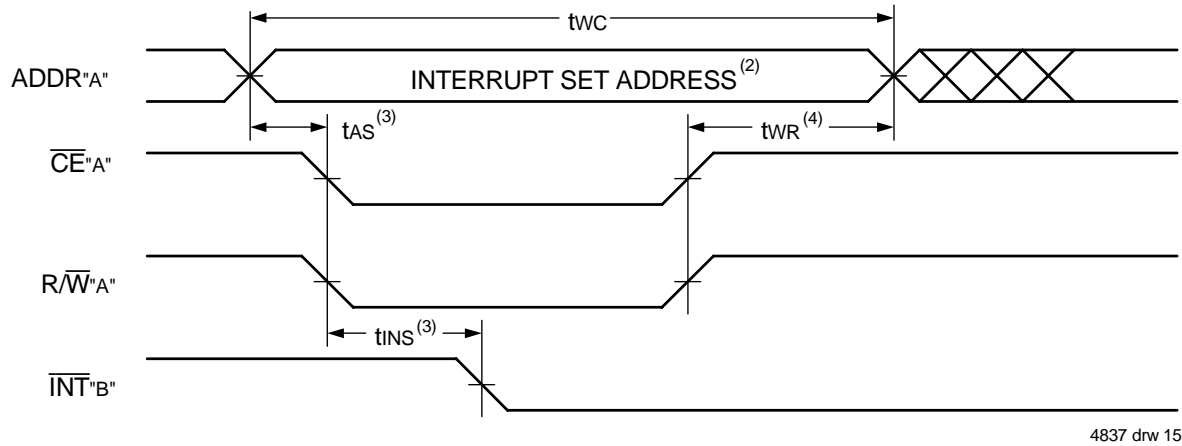 tWC
ADDR"A"
INTERRUPT SET ADDRESS(2)
tAS(3)
tWR(4)
CE"A"
R/W"A"
tINS(3)
INT"B"
4837 drw 15